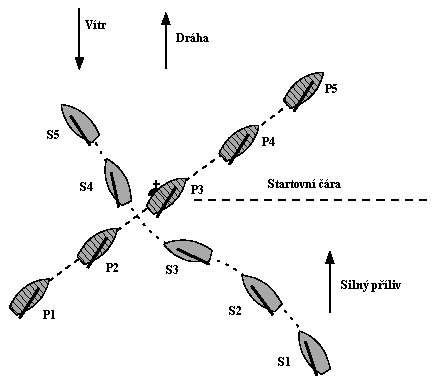 Vítr
Dráha
P5
S5
P4
S4
P3
Startovní čára
P2
S3
Silný příliv
P1
S2
S1